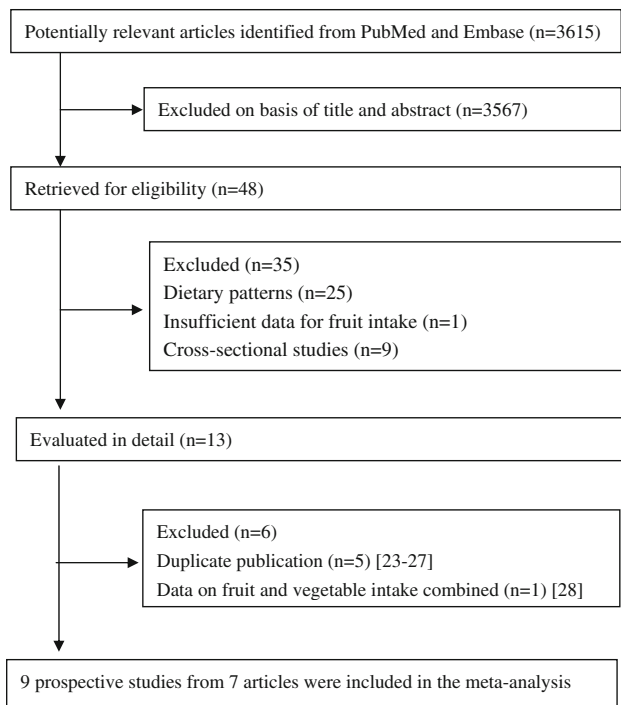 Potentially relevant articles identified from PubMed and Embase (n=3615)
Excluded on basis of title and abstract (n=3567)
Retrieved for eligibility (n=48)
Excluded (n=35)
Dietary patterns (n=25)
Insufficient data for fruit intake (n=1)
Cross-sectional studies (n=9)
Evaluated in detail (n=13)
Excluded (n=6)
Duplicate publication (n=5) [23-27]
Data on fruit and vegetable intake combined (n=1) [28]
9 prospective studies from 7 articles were included in the meta-analysis